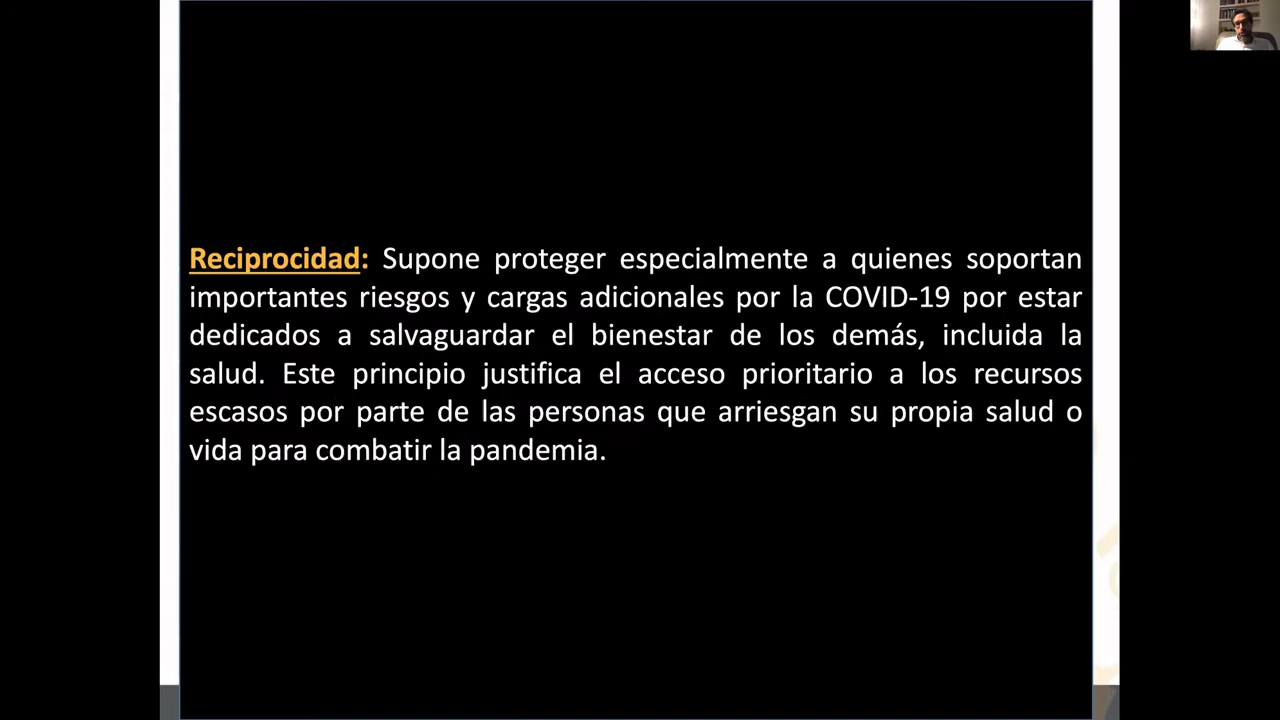 Reciprocidad: Supone proteger especialmente a quienes soportan
importantes riesgos y cargas adicionales por la COVID-19 por estar
dedicados a salvaguardar el bienestar de los demás, incluida la
salud. Este principio justifica el acceso prioritario a los recursos
escasos por parte de las personas que arriesgan su propia salud o
vida para combatir la pandemia.